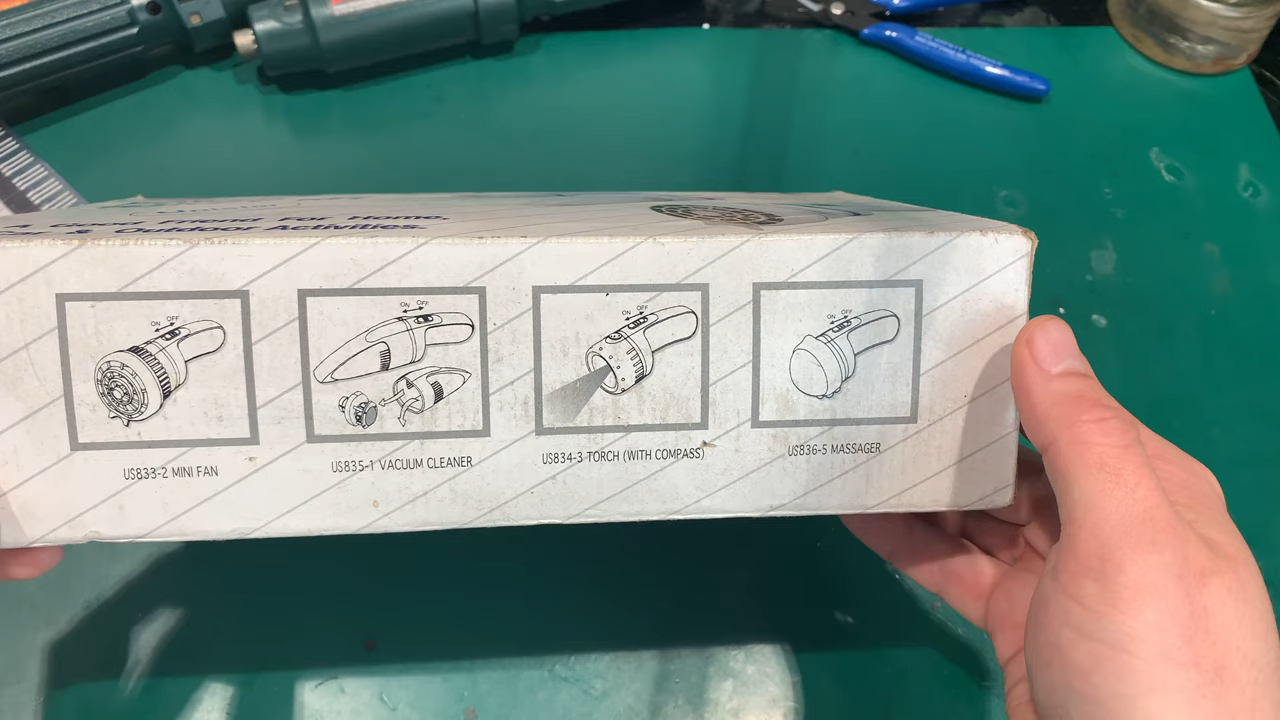 A Good Friend For Home,
& Outdoor Activities.
ON OFF
ON OFF
ON OFF
ON OFF
US833-2 MINI FAN
US835-1 VACUUM CLEANER
US834-3 TORCH (WITH COMPASS)
US836-5 MASSAGER